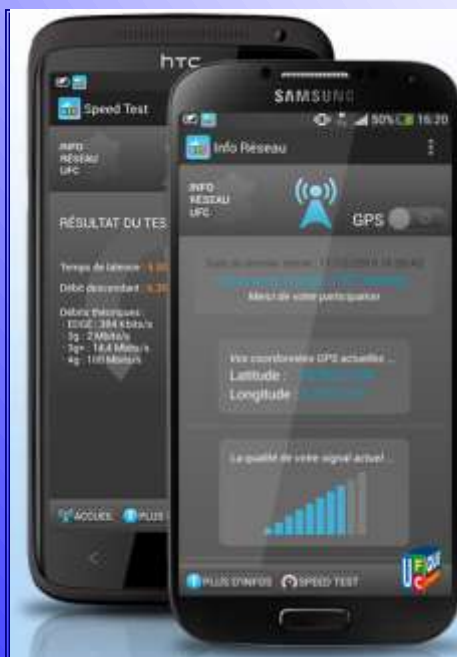 hTC
Speed Test
INFO
RÉSEAU
UFC
RÉSULTAT DU TES
Temps de latence :
Débit descendant :
Débits théoriques :
EDGE : 384 Kbits/s
3g : 2 Mbits/s
3g+ : 14,4 Mbits/s
4g : 100 Mbits/s
ACCUEIL PLUS
SAMSUNG
50% 16:20
Info Réseau
INFO
RÉSEAU
UFC
GPS
Merci de votre participation
Vos coordonnées GPS actuelles ...
Latitude :
Longitude :
La qualité de votre signal actuel ...
PLUS D'INFOS SPEED TEST
UFC QUE